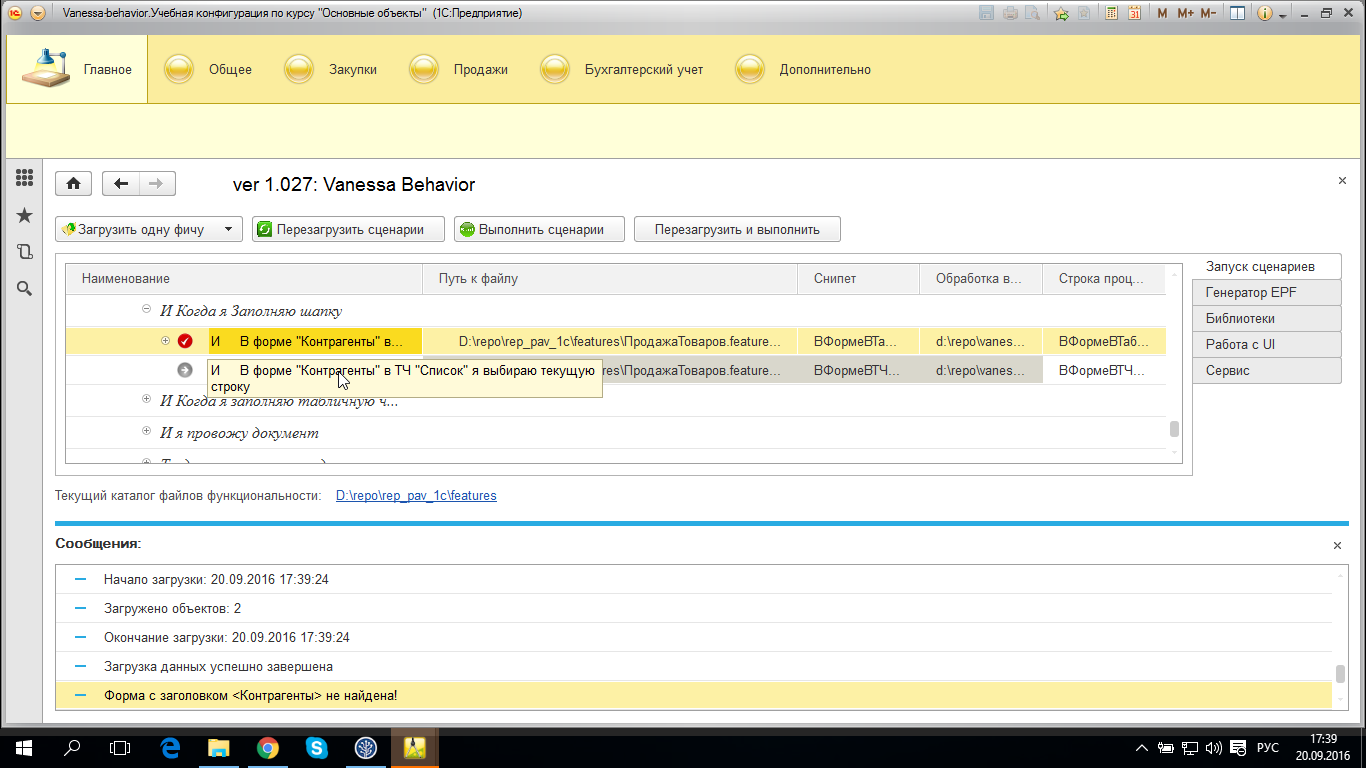 Vanessa-behavior.Учебная конфигурация по курсу "Основные объекты" (1С:Предприятие)
M M+ M-
Главное Общее Закупки Продажи Бухгалтерский учет Дополнительно
ver 1.027: Vanessa Behavior
Загрузить одну фичу Перезагрузить сценарии Выполнить сценарии Перезагрузить и выполнить
Наименование Путь к файлу Снипет Обработка в... Строка проц...
И Когда я Заполняю шапку
И В форме "Контрагенты" в... D:\repo\rep_pav_1c\features\ПродажаТоваров.feature... ВФормеВТа... d:\repo\vanes... ВФормеВТаб...
И В форме "Контрагенты" в ТЧ "Список" я выбираю текущую
строку
res\ПродажаТоваров.feature... ВФормеВТЧ... d:\repo\vanes... ВФормеВТЧ...
И Когда я заполняю табличную ч...
И я провожу документ
Запуск сценариев
Генератор EPF
Библиотеки
Работа с UI
Сервис
Текущий каталог файлов функциональности: D:\repo\rep_pav_1c\features
Сообщения:
Начало загрузки: 20.09.2016 17:39:24
Загружено объектов: 2
Окончание загрузки: 20.09.2016 17:39:24
Загрузка данных успешно завершена
Форма с заголовком <Контрагенты> не найдена!
РУС
17:39
20.09.2016